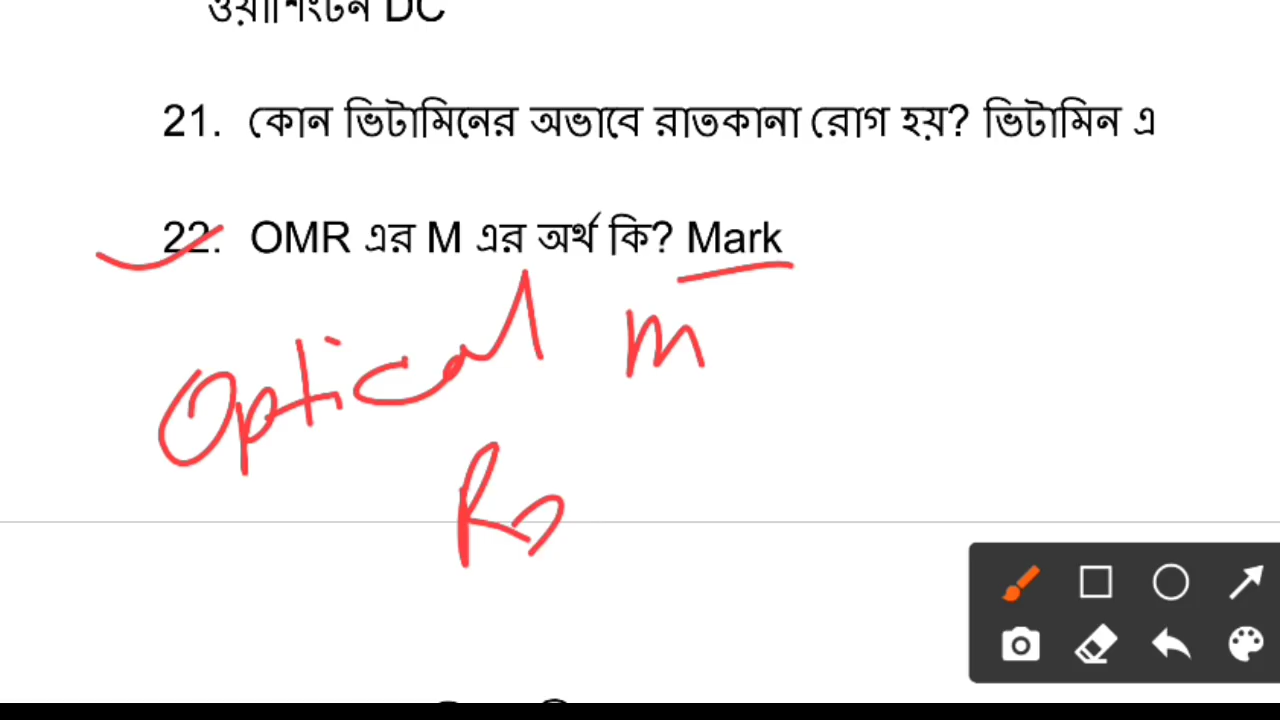 ওয়াশিংটন DC
21. কোন ভিটামিনের অভাবে রাতকানা রোগ হয়? ভিটামিন এ
22. OMR এর M এর অর্থ কি? Mark
Optical m